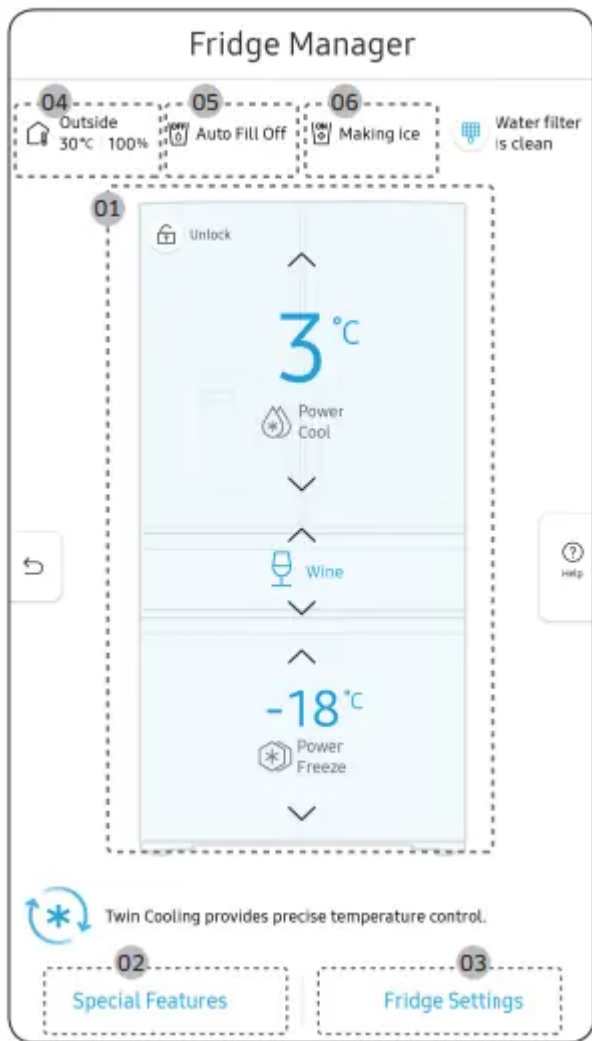 Fridge Manager
04 05 06
Outside
30°C 100%
Auto Fill Off
Making ice
Water filter
is clean
OFF
ON
01
Unlock
3 °C
Power
Cool
Wine
Help
-18 °C
Power
Freeze
Twin Cooling provides precise temperature control.
02 03
Special Features Fridge Settings